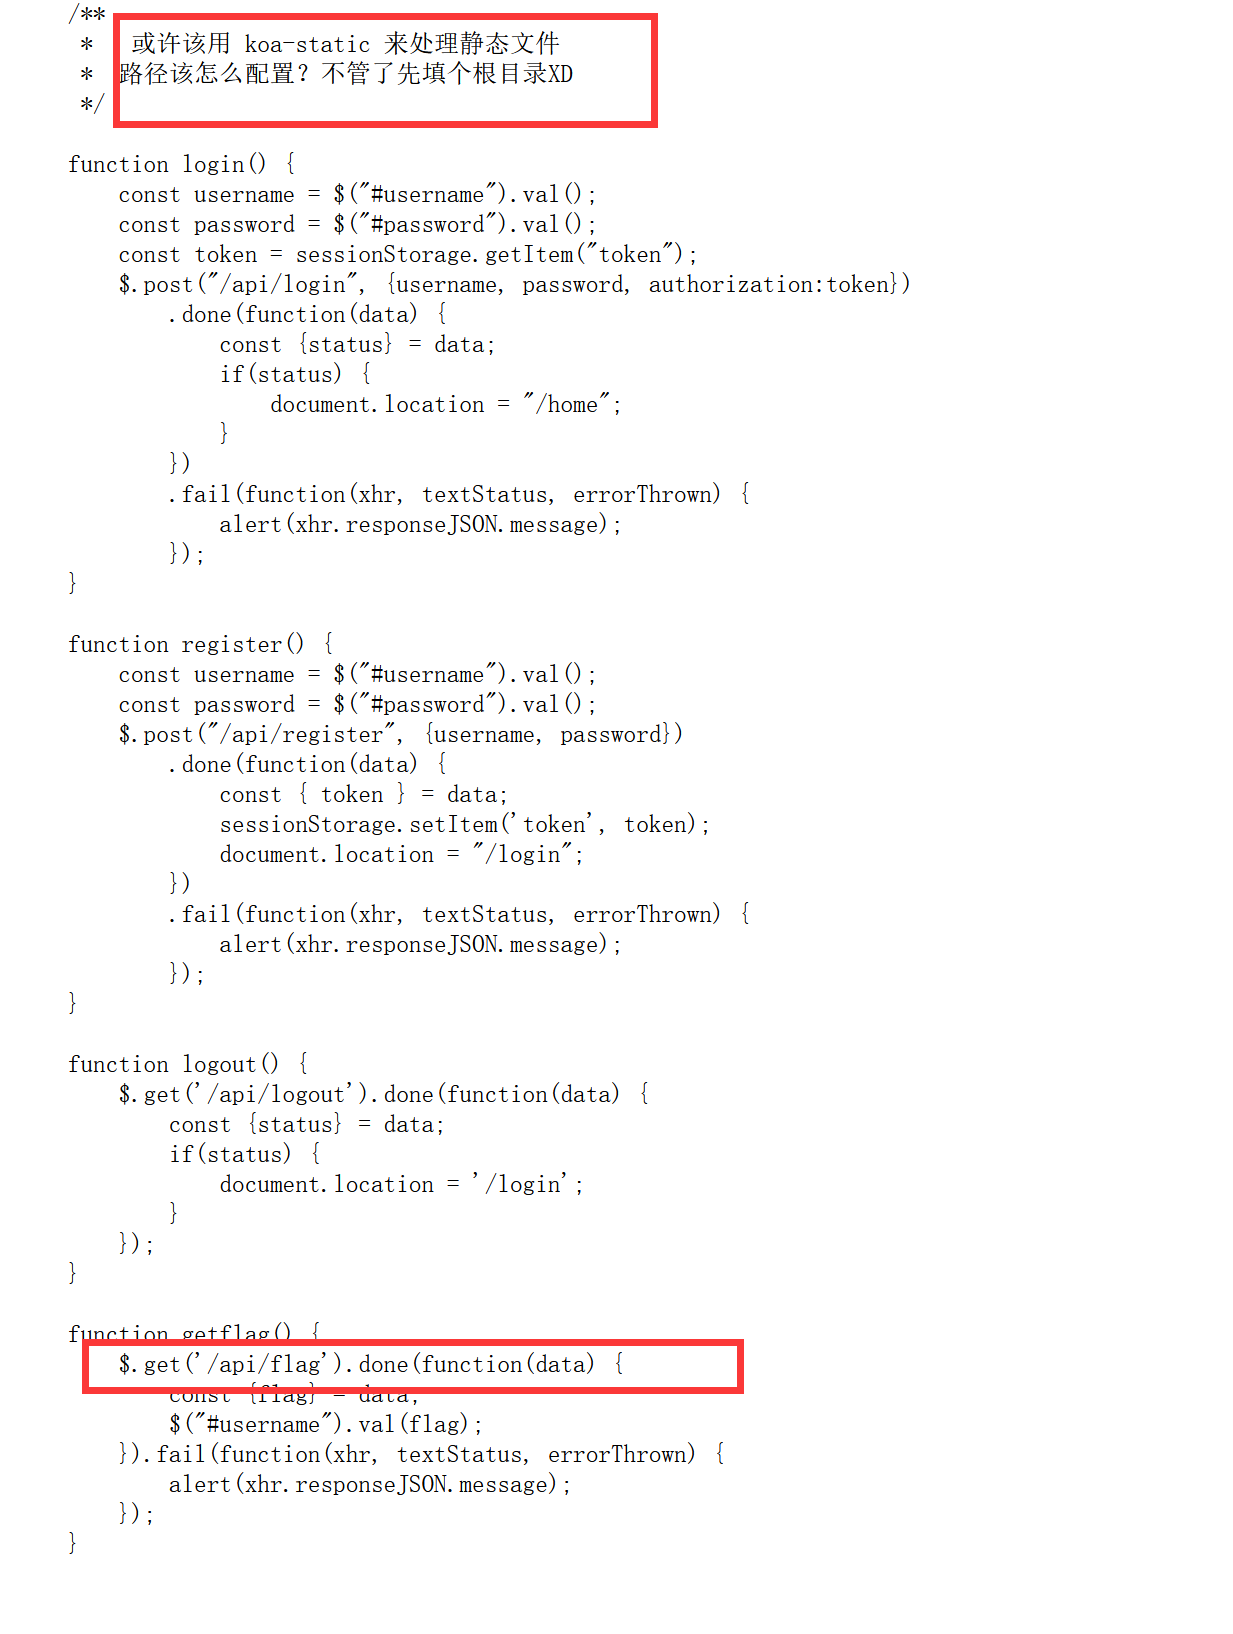 /**
 *   或许该用 koa-static 来处理静态文件
 *  路径该怎么配置？不管了先填个根目录XD
 */
function login() {
    const username = $("#username").val();
    const password = $("#password").val();
    const token = sessionStorage.getItem("token");
    $.post("/api/login", {username, password, authorization:token})
        .done(function(data) {
            const {status} = data;
            if(status) {
                document.location = "/home";
            }
        })
        .fail(function(xhr, textStatus, errorThrown) {
            alert(xhr.responseJSON.message);
        });
}
function register() {
    const username = $("#username").val();
    const password = $("#password").val();
    $.post("/api/register", {username, password})
        .done(function(data) {
            const { token } = data;
            sessionStorage.setItem('token', token);
            document.location = "/login";
        })
        .fail(function(xhr, textStatus, errorThrown) {
            alert(xhr.responseJSON.message);
        });
}
function logout() {
    $.get('/api/logout').done(function(data) {
        const {status} = data;
        if(status) {
            document.location = '/login';
        }
    });
}
function getflag() {
    $.get('/api/flag').done(function(data) {
        const {flag} = data;
        $("#username").val(flag);
    }).fail(function(xhr, textStatus, errorThrown) {
        alert(xhr.responseJSON.message);
    });
}